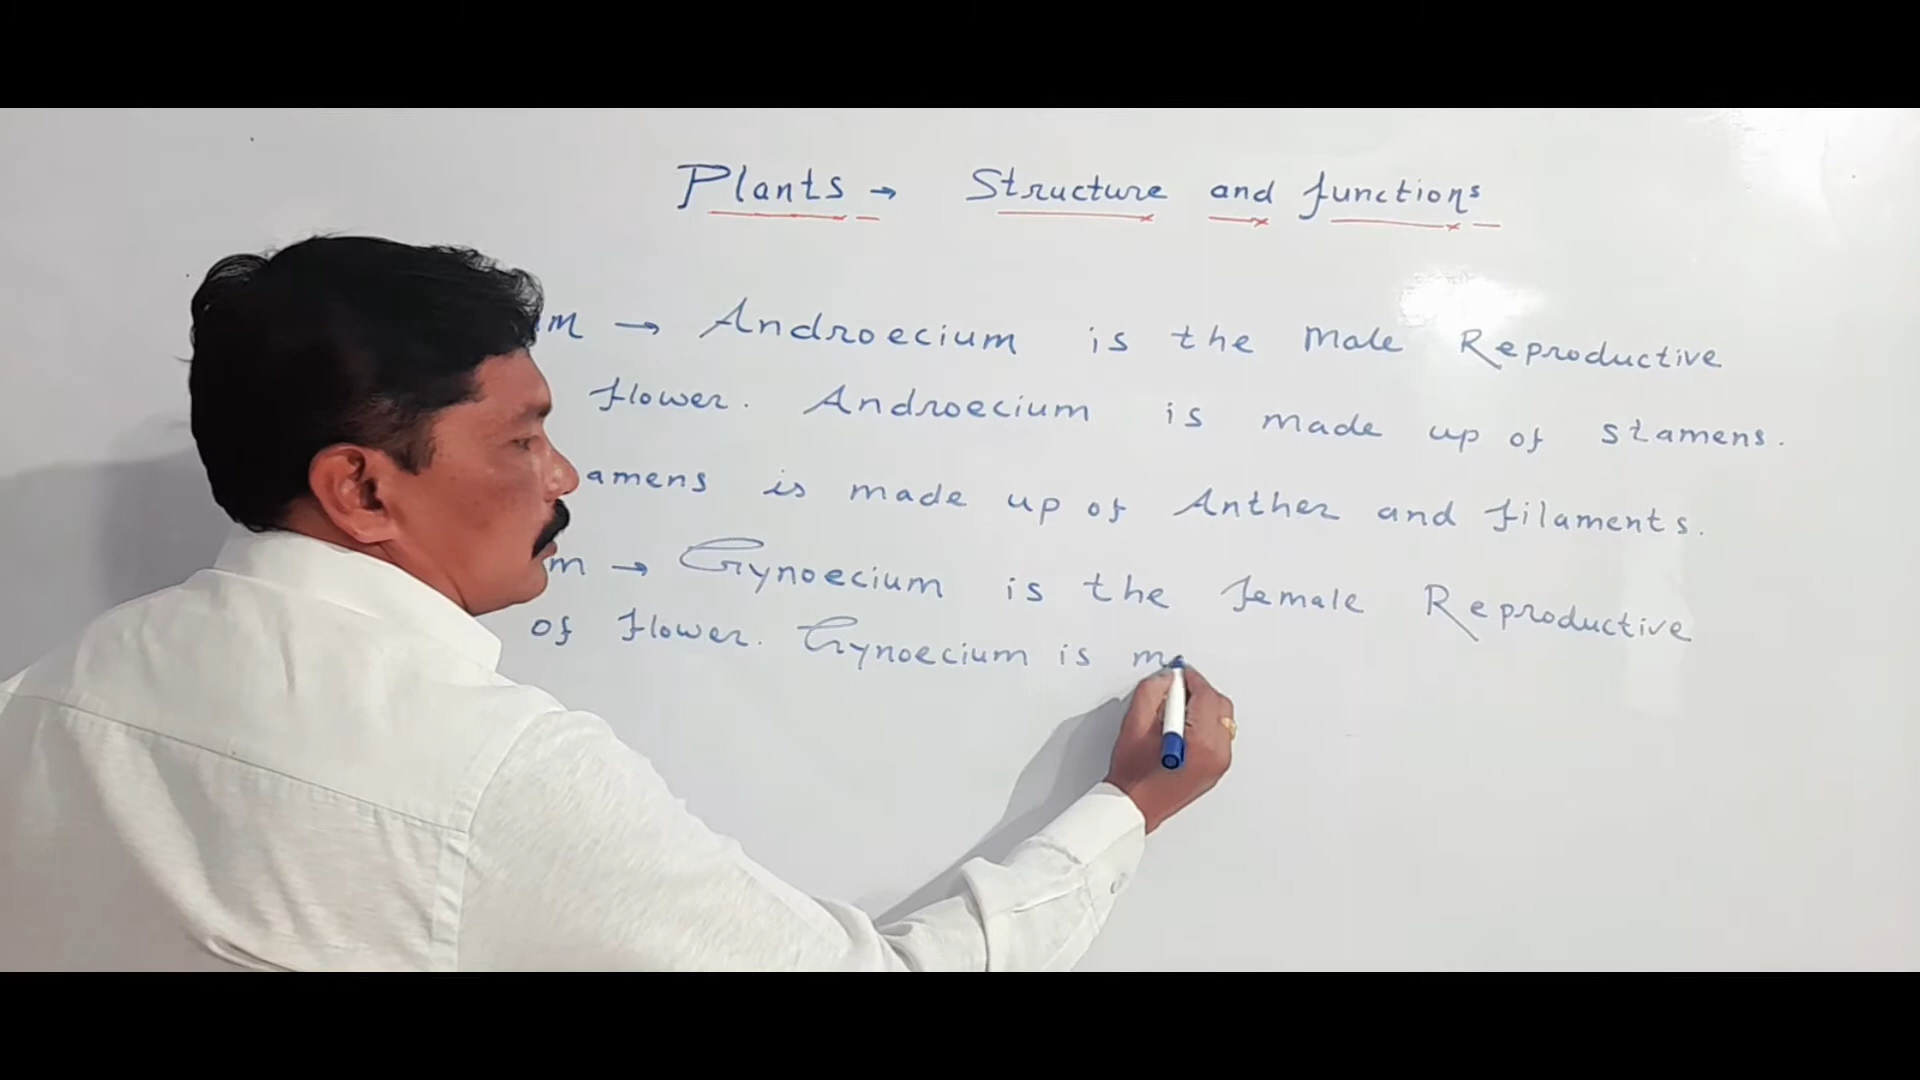 Plants → Structure and functions
→ Androecium is the Male Reproductive
flower. Androecium is made up of stamens.
is made up of Anther and filaments.
→ Gynoecium is the female Reproductive
of flower. Gynoecium is